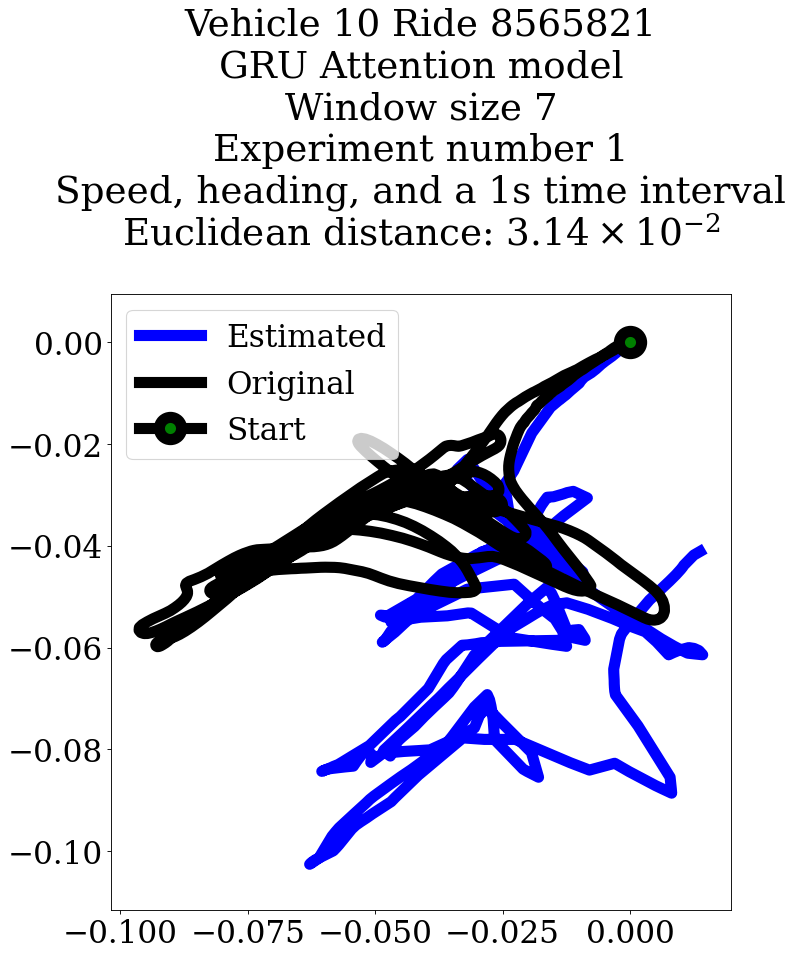 Vehicle 10 Ride 8565821
GRU Attention model
Window size 7
Experiment number 1
Speed, heading, and a 1s time interval
Euclidean distance: 3.14 × 10⁻²
Estimated
Original
Start
0.00
−0.02
−0.04
−0.06
−0.08
−0.10
−0.100 −0.075 −0.050 −0.025 0.000